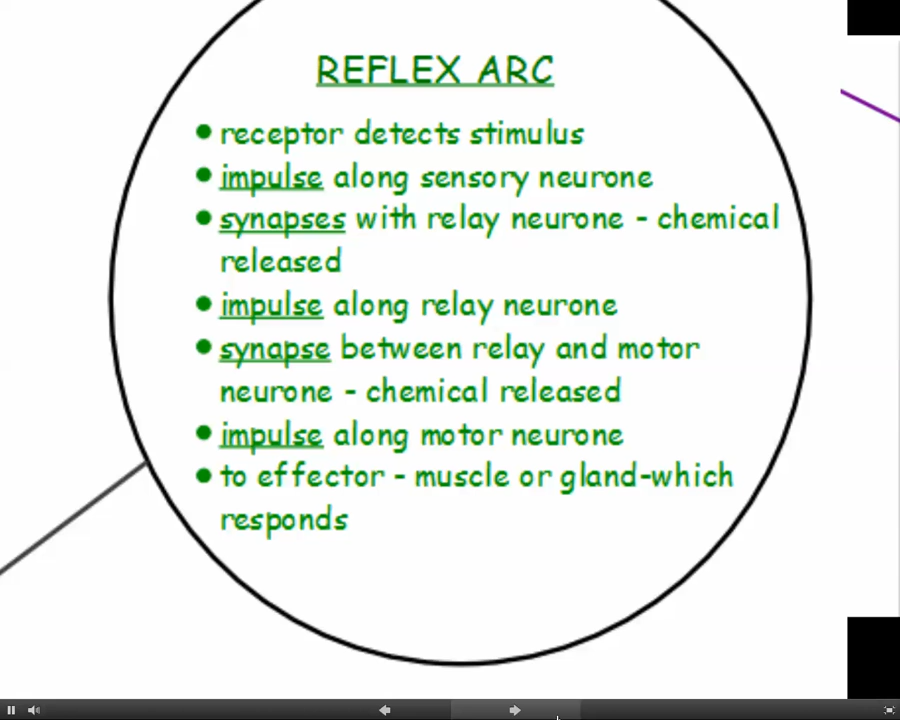 REFLEX ARC
• receptor detects stimulus
• impulse along sensory neurone
• synapses with relay neurone - chemical
released
• impulse along relay neurone
• synapse between relay and motor
neurone - chemical released
• impulse along motor neurone
• to effector - muscle or gland-which
responds